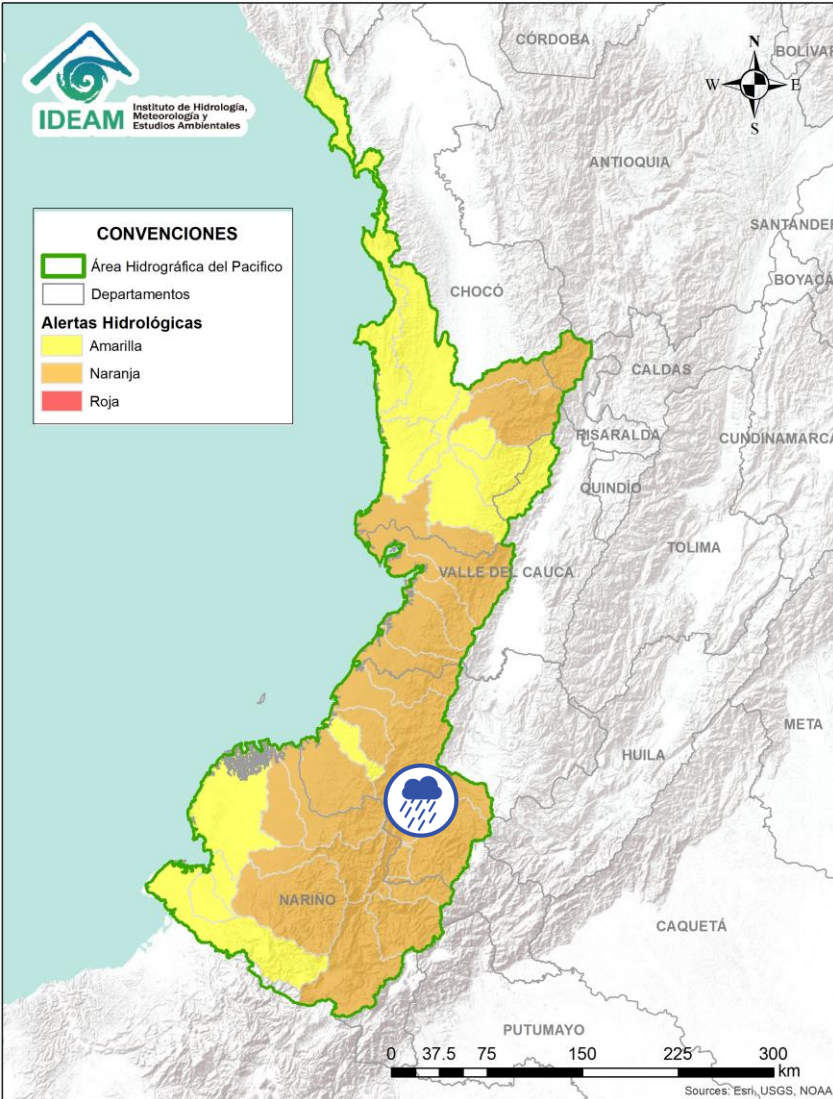 IDEAM
Instituto de Hidrología,
Meteorología y
Estudios Ambientales
CÓRDOBA
BOLÍVAR
N
W
E
S
ANTIOQUIA
SANTANDER
CONVENCIONES
Área Hidrográfica del Pacifico
Departamentos
Alertas Hidrológicas
Amarilla
Naranja
Roja
BOYACÁ
CHOCÓ
CALDAS
RISARALDA
CUNDINAMARCA
QUINDÍO
TOLIMA
VALLE DEL CAUCA
META
HUILA
NARIÑO
CAQUETÁ
PUTUMAYO
0 37.5 75 150 225 300
km
Sources: Esri, USGS, NOAA